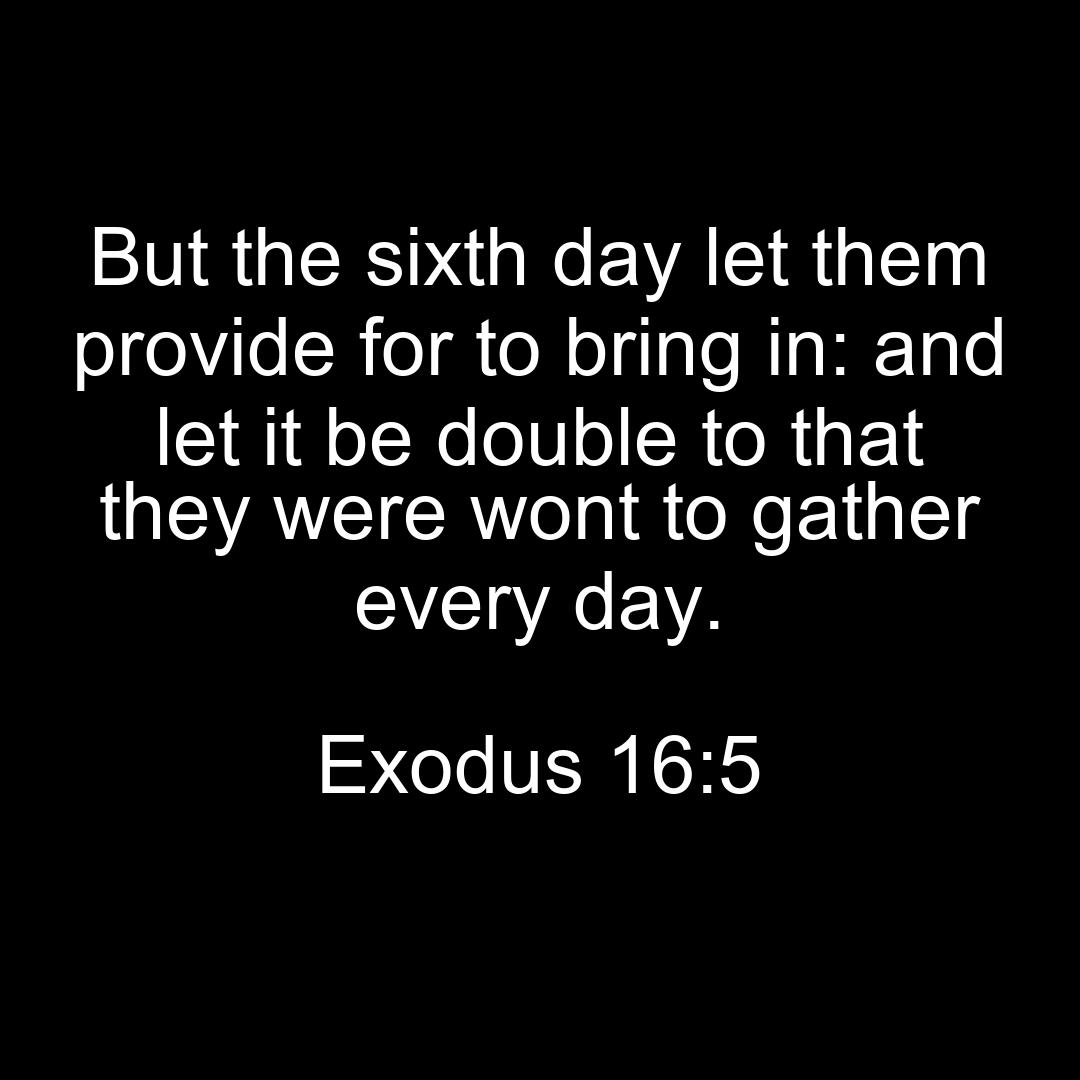 But the sixth day let them
provide for to bring in: and
let it be double to that
they were wont to gather
every day.
Exodus 16:5